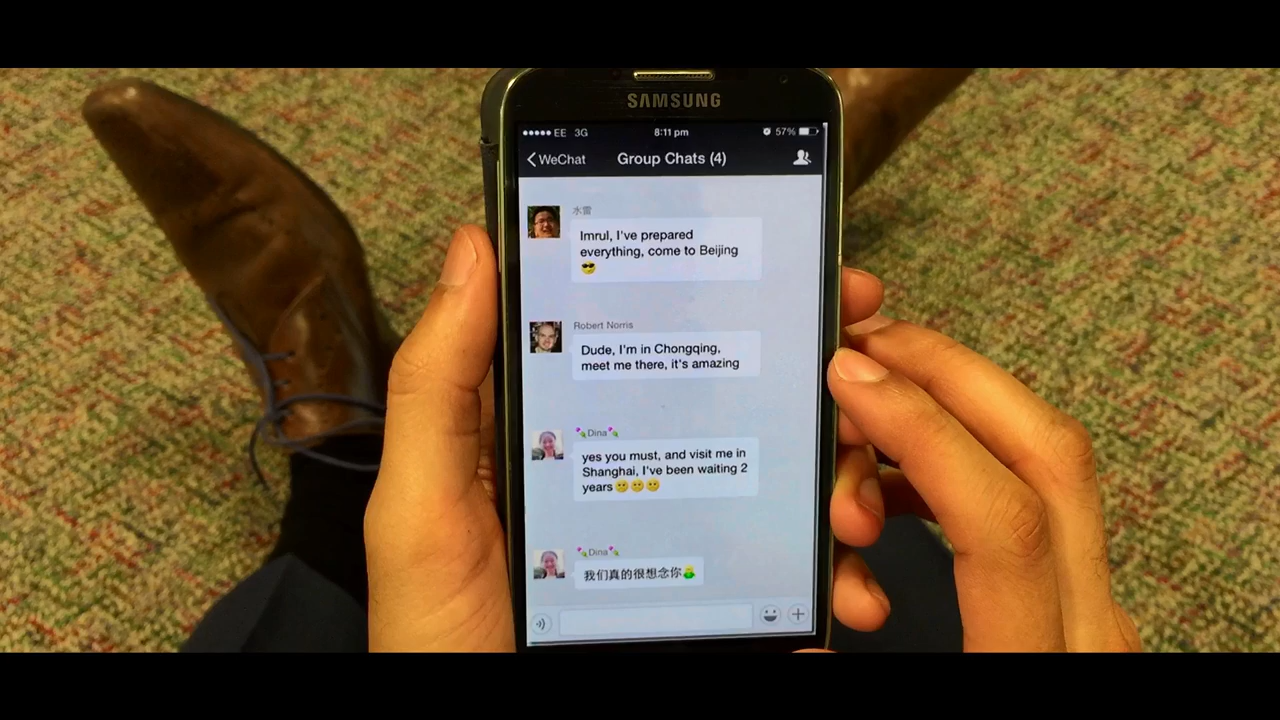 SAMSUNG
EE 3G 8:11 pm 57%
WeChat Group Chats (4)
水雪
Imrul, I've prepared
everything, come to Beijing
Robert Norris
Dude, I'm in Chongqing,
meet me there, it's amazing
Dina
yes you must, and visit me in
Shanghai, I've been waiting 2
years
Dina
我们真的很想念你